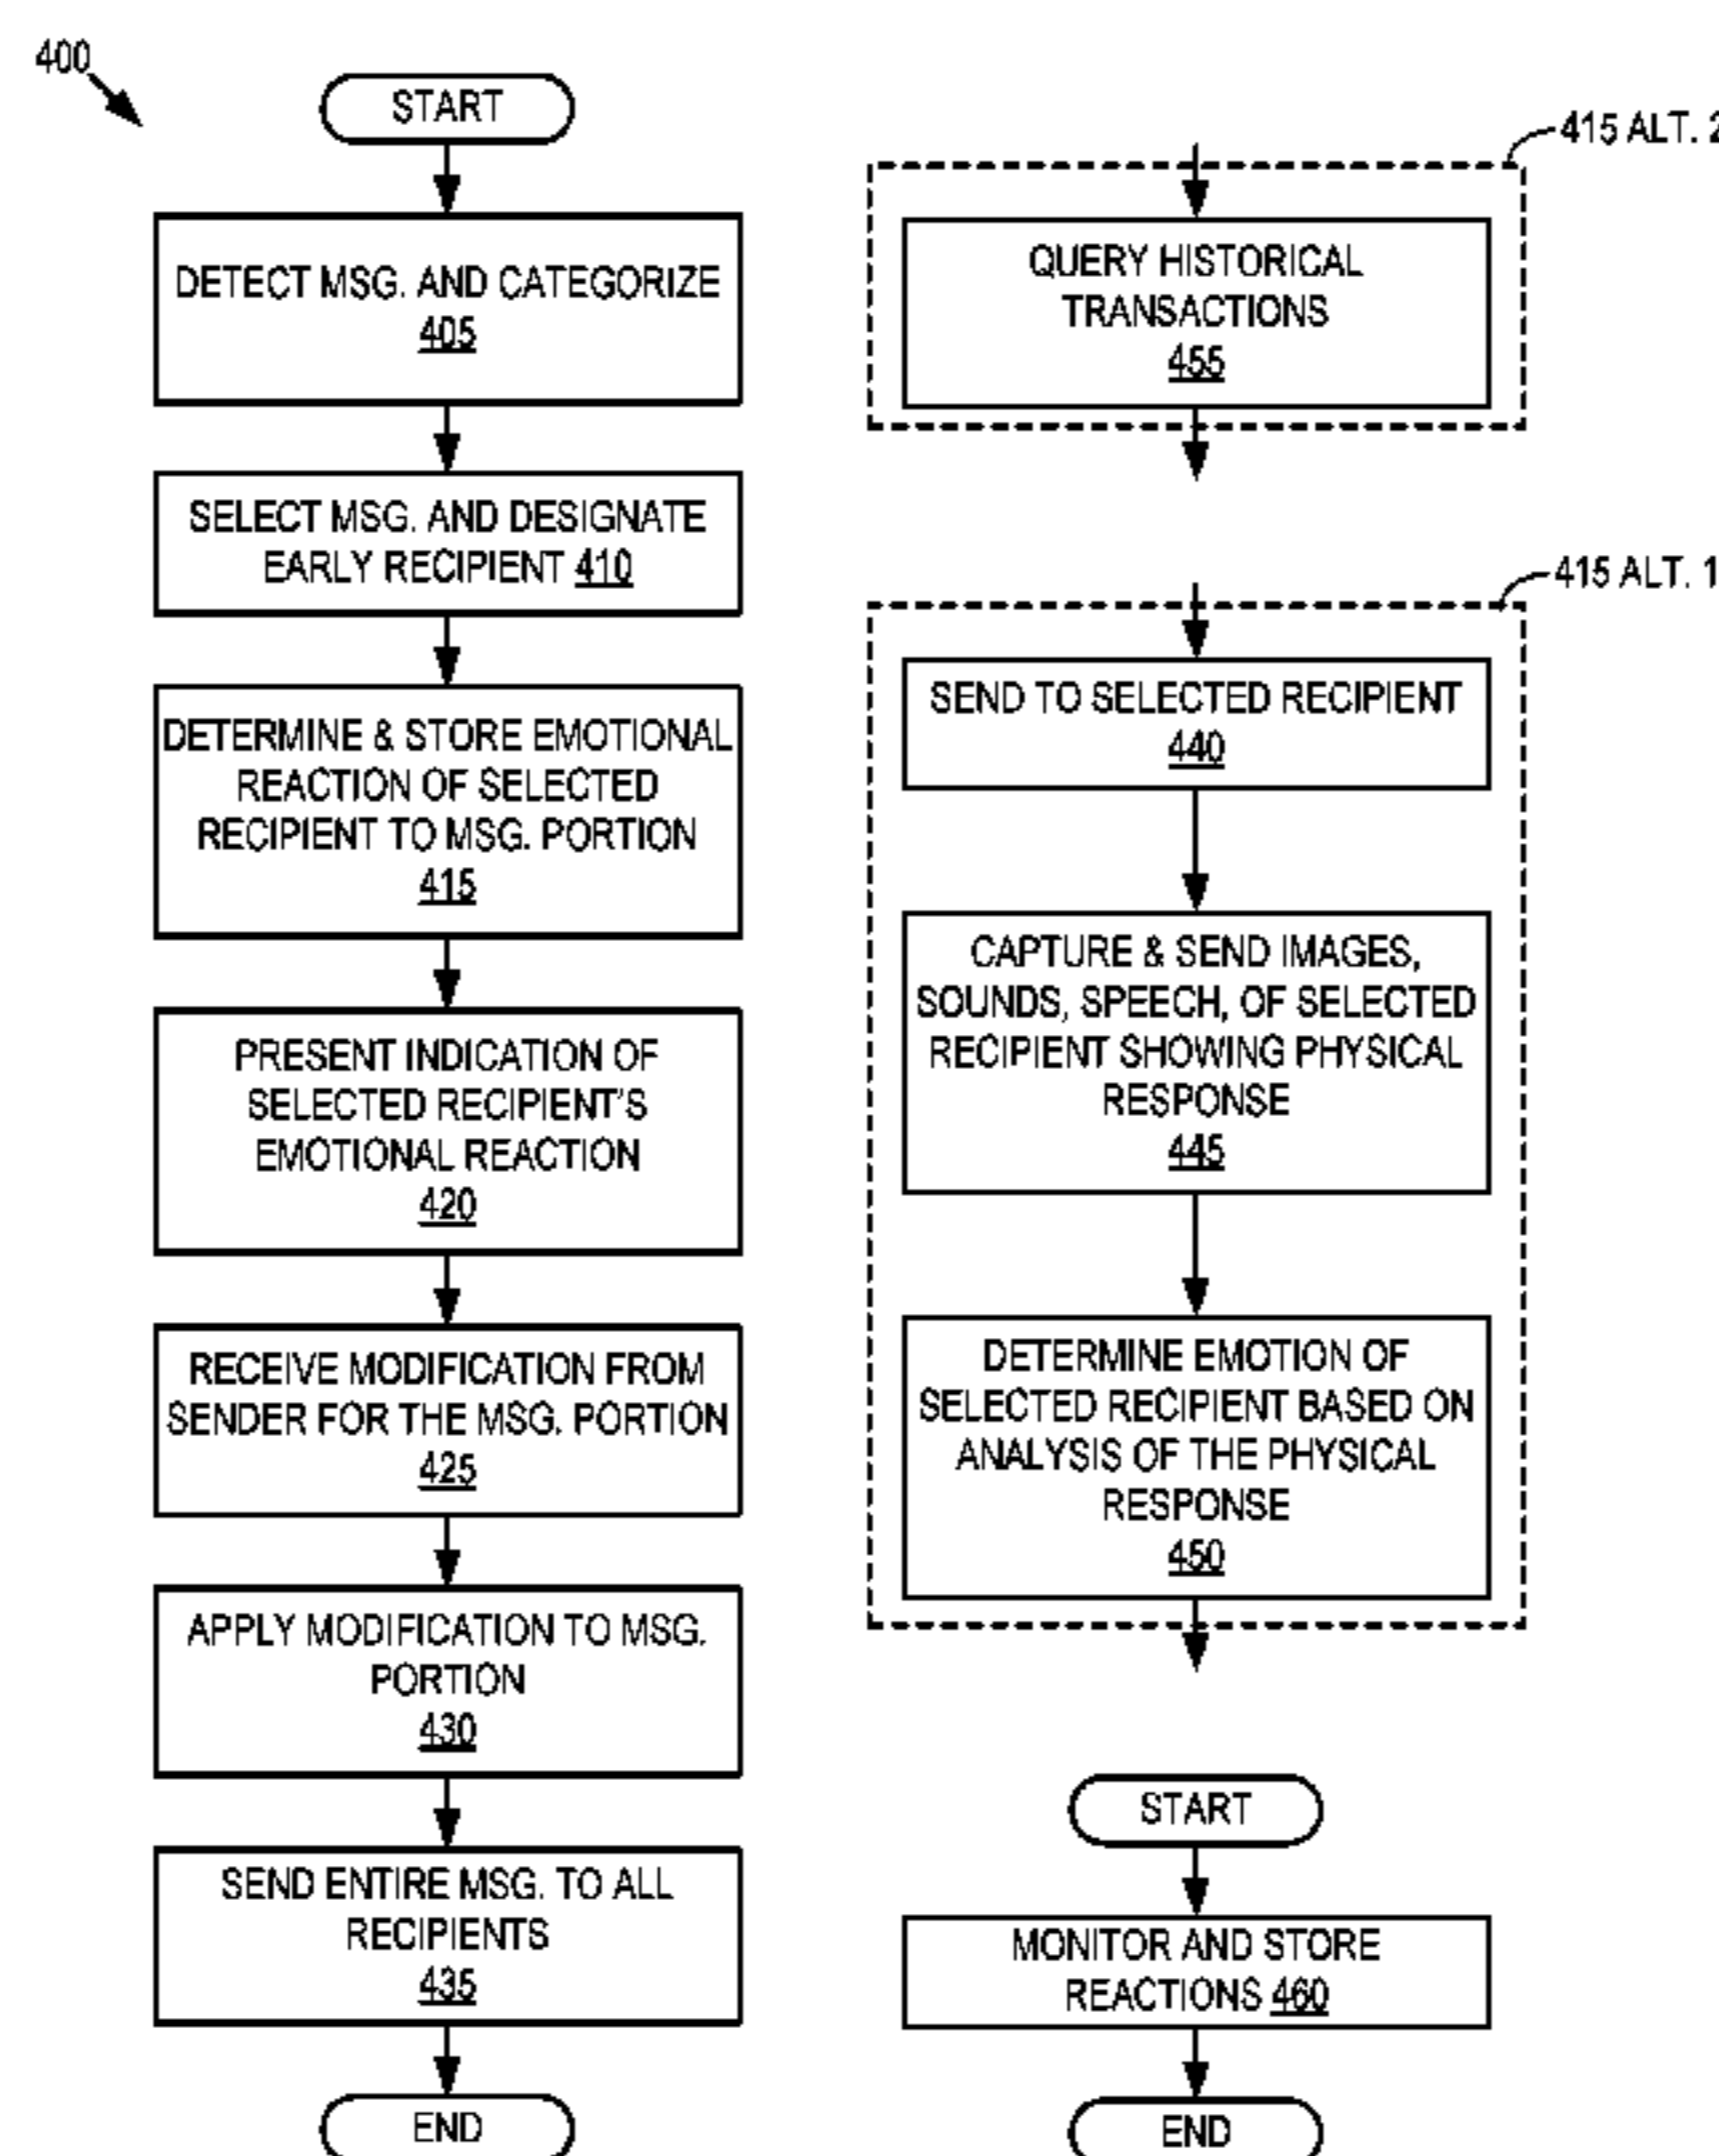 400
START
DETECT MSG. AND CATEGORIZE
405
SELECT MSG. AND DESIGNATE
EARLY RECIPIENT 410
DETERMINE & STORE EMOTIONAL
REACTION OF SELECTED
RECIPIENT TO MSG. PORTION
415
PRESENT INDICATION OF
SELECTED RECIPIENT'S
EMOTIONAL REACTION
420
RECEIVE MODIFICATION FROM
SENDER FOR THE MSG. PORTION
425
APPLY MODIFICATION TO MSG.
PORTION
430
SEND ENTIRE MSG. TO ALL
RECIPIENTS
435
END
415 ALT. 2
QUERY HISTORICAL
TRANSACTIONS
455
415 ALT. 1
SEND TO SELECTED RECIPIENT
440
CAPTURE & SEND IMAGES,
SOUNDS, SPEECH, OF SELECTED
RECIPIENT SHOWING PHYSICAL
RESPONSE
445
DETERMINE EMOTION OF
SELECTED RECIPIENT BASED ON
ANALYSIS OF THE PHYSICAL
RESPONSE
450
START
MONITOR AND STORE
REACTIONS 460
END